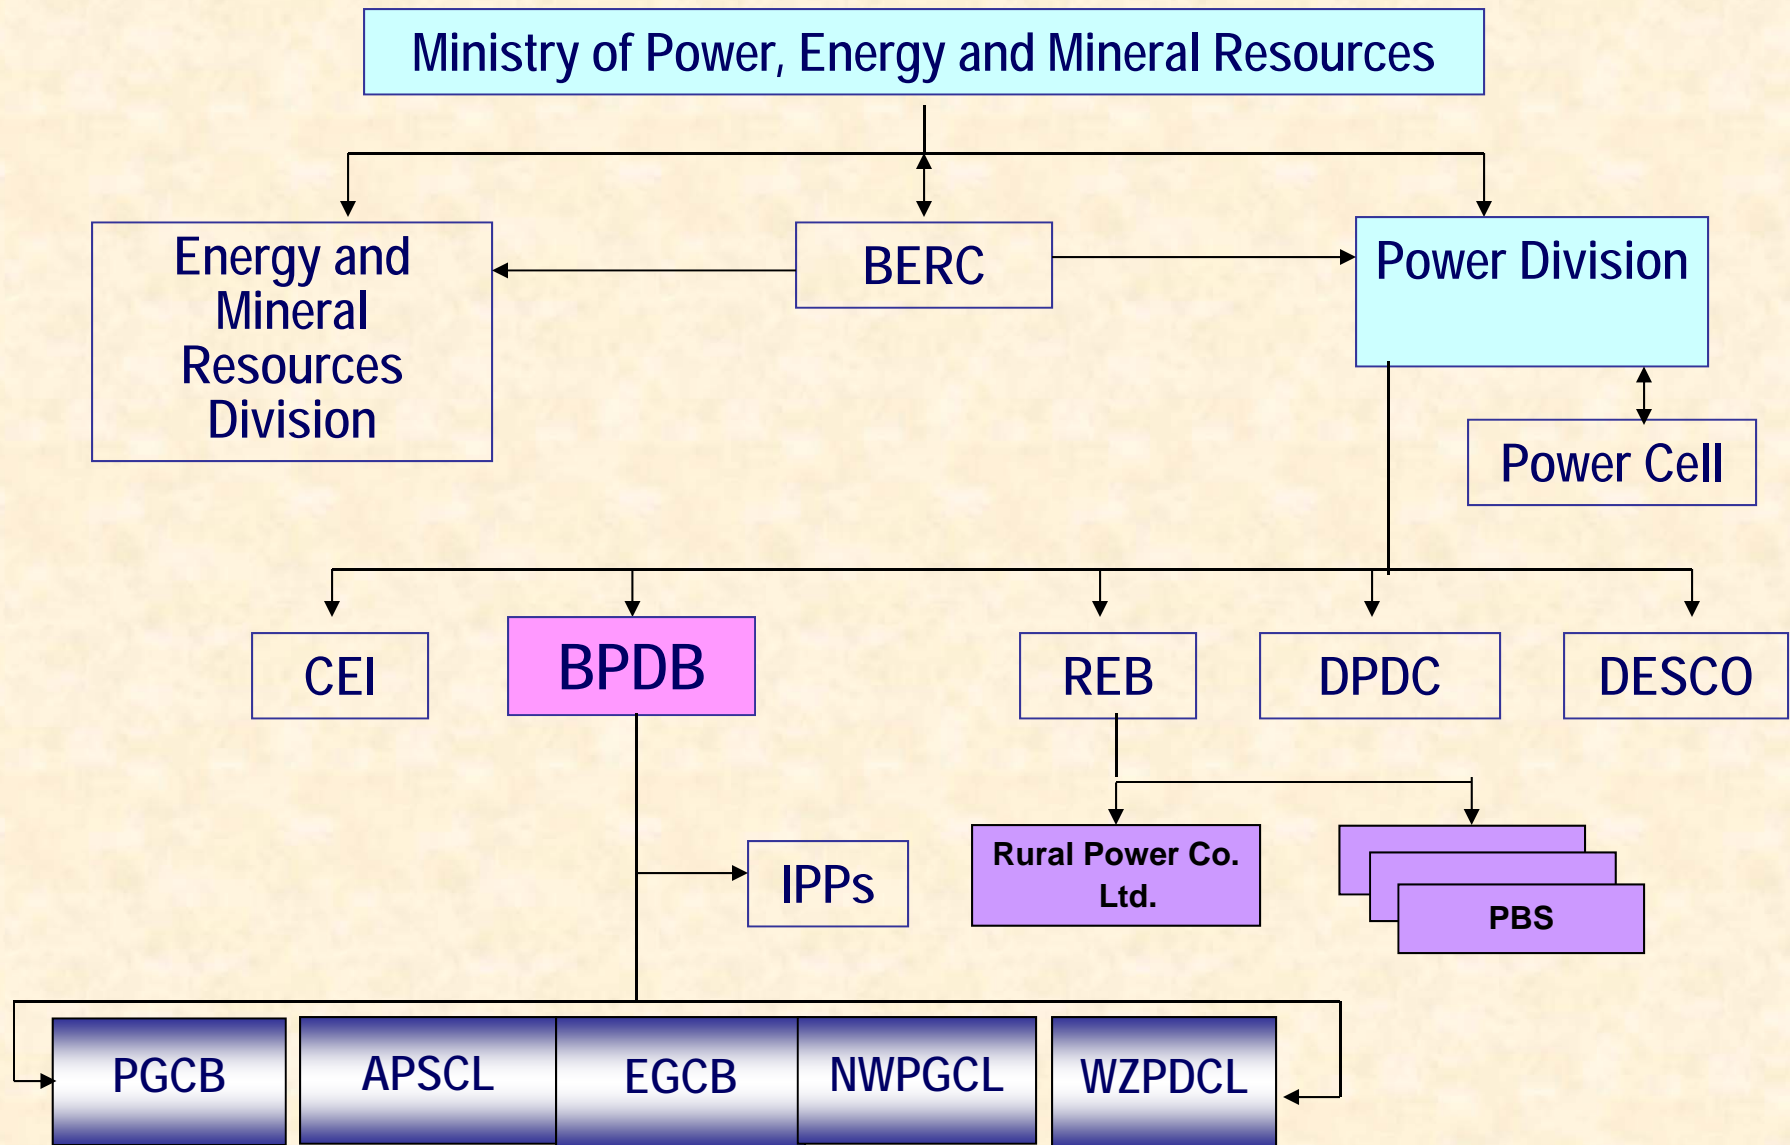 Ministry of Power, Energy and Mineral Resources
Energy and
Mineral
Resources
Division
BERC
Power Division
Power Cell
CEI
BPDB
REB
DPDC
DESCO
IPPs
Rural Power Co.
Ltd.
PBS
PGCB
APSCL
EGCB
NWPGCL
WZPDCL